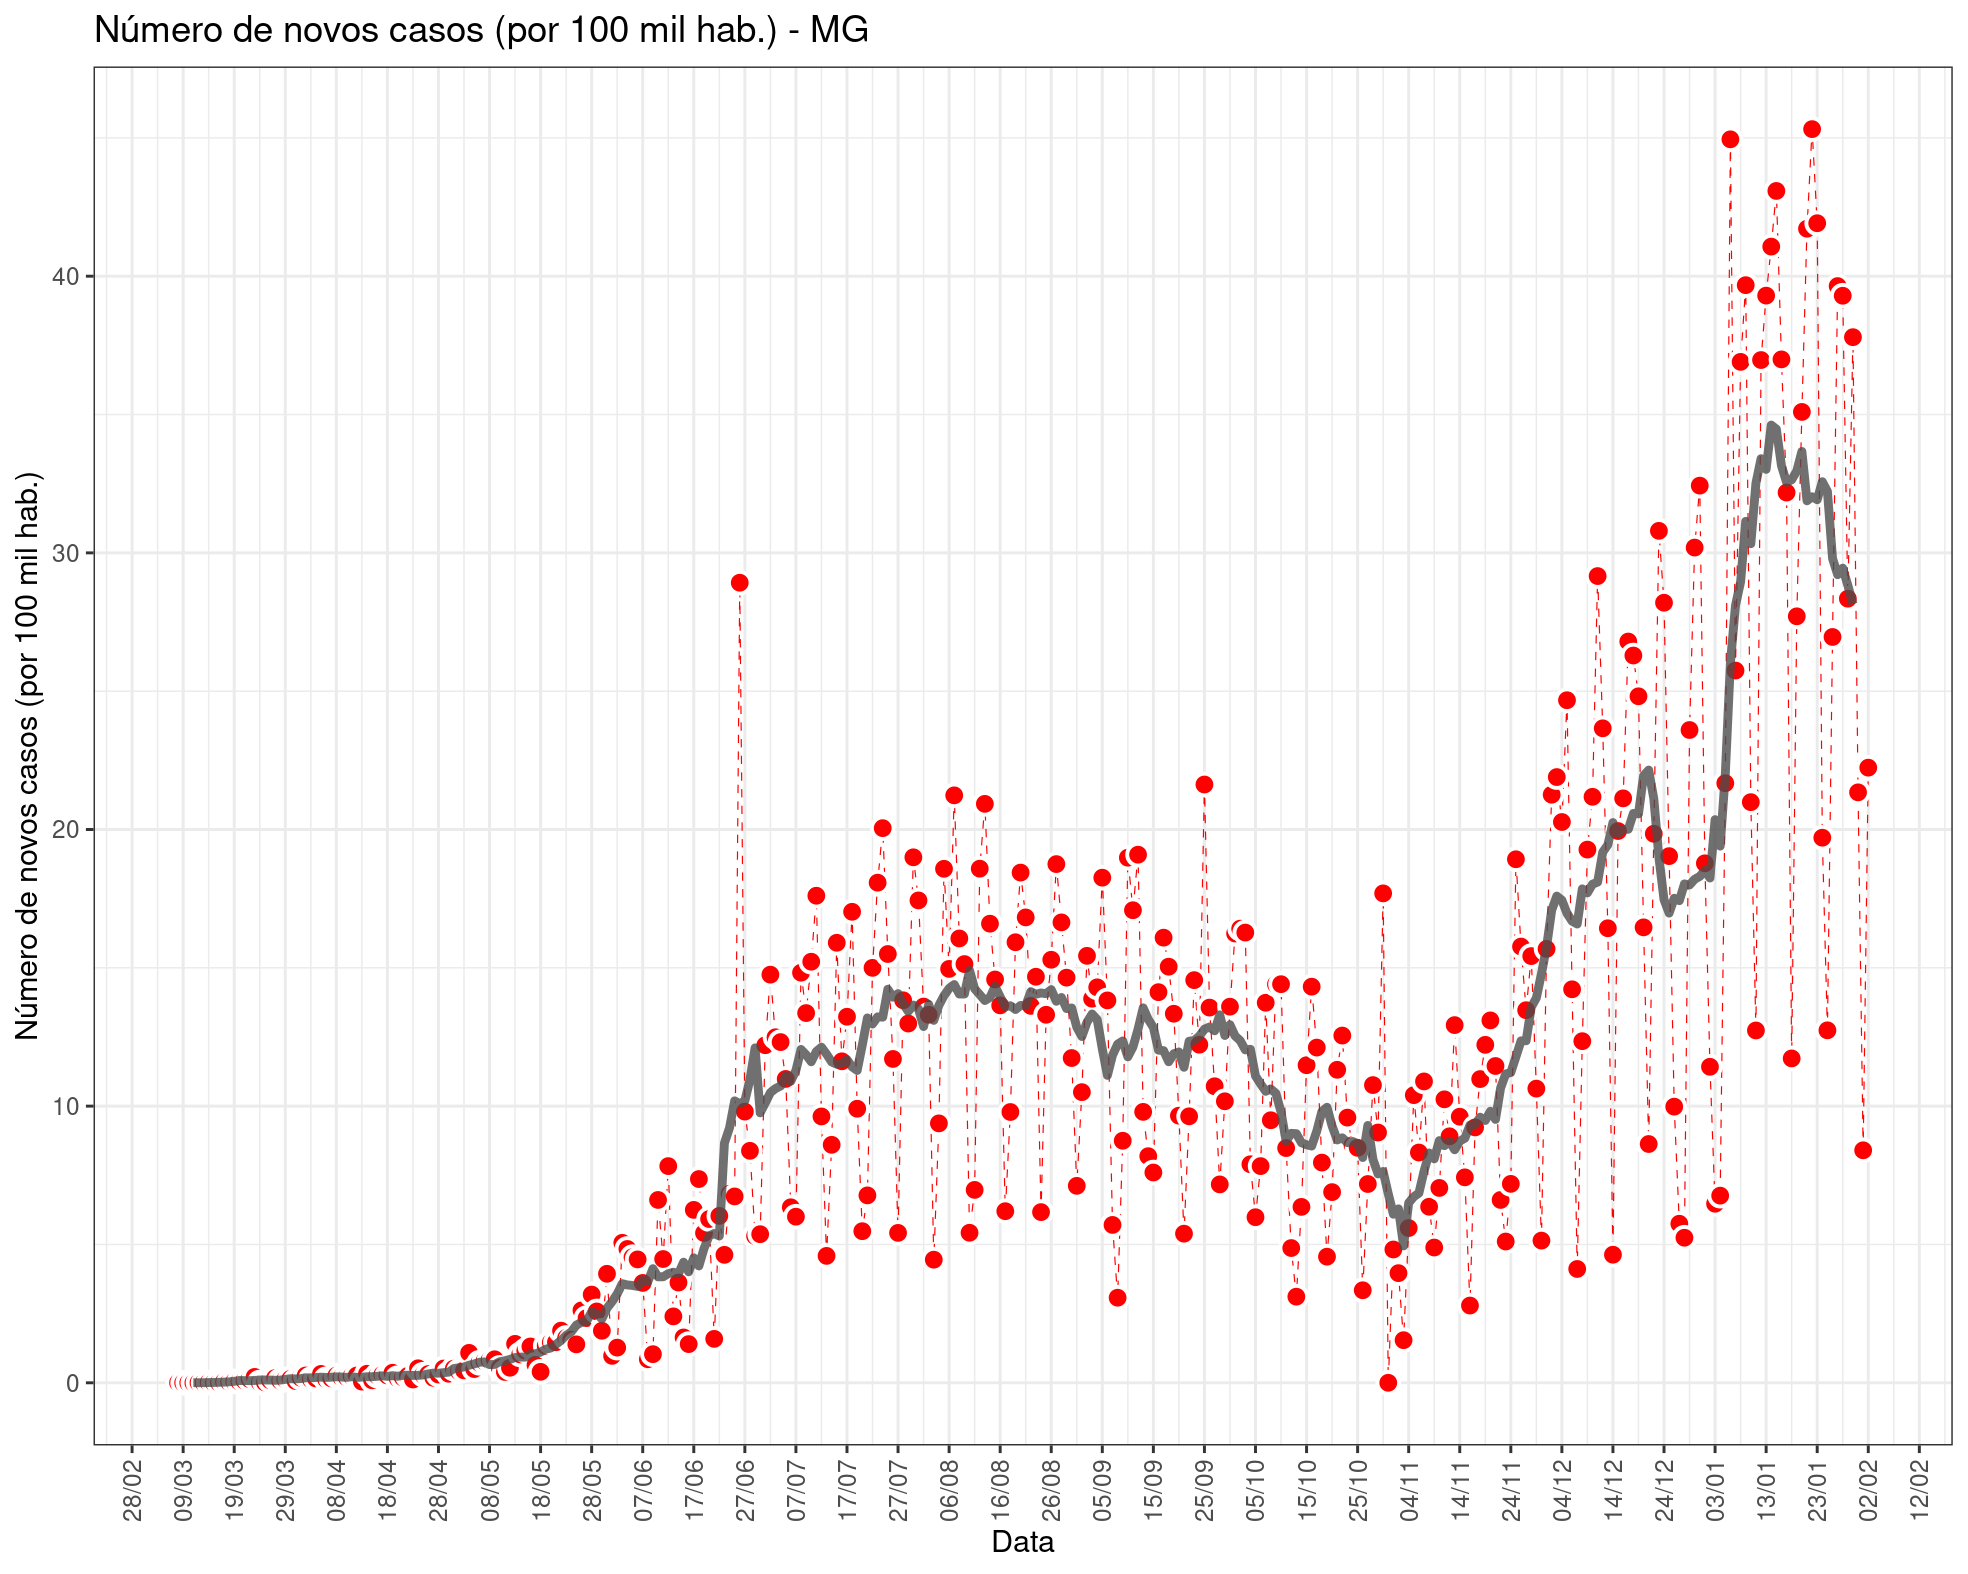 Número de novos casos (por 100 mil hab.) - MG
Número de novos casos (por 100 mil hab.)
40
30
20
10
0
28/02 09/03 19/03 29/03 08/04 18/04 28/04 08/05 18/05 28/05 07/06 17/06 27/06 07/07 17/07 27/07 06/08 16/08 26/08 05/09 15/09 25/09 05/10 15/10 25/10 04/11 14/11 24/11 04/12 14/12 24/12 03/01 13/01 23/01 02/02 12/02
Data